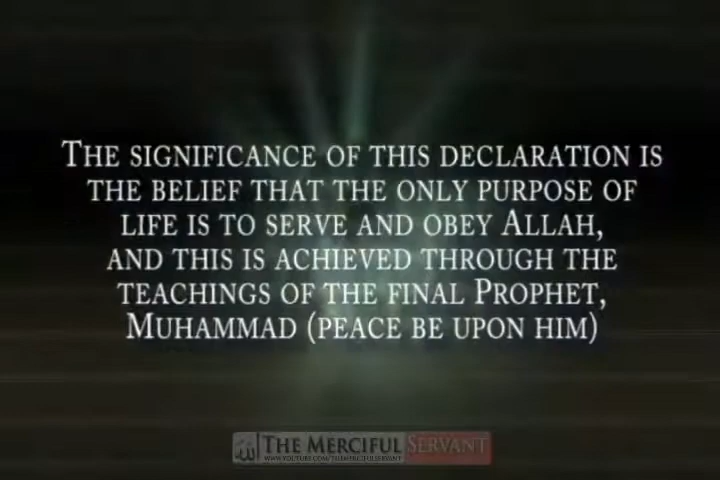 The significance of this declaration is
the belief that the only purpose of
life is to serve and obey Allah,
and this is achieved through the
teachings of the final Prophet,
Muhammad (peace be upon him)
The Merciful Servant
www.youtube.com/themercifulservant